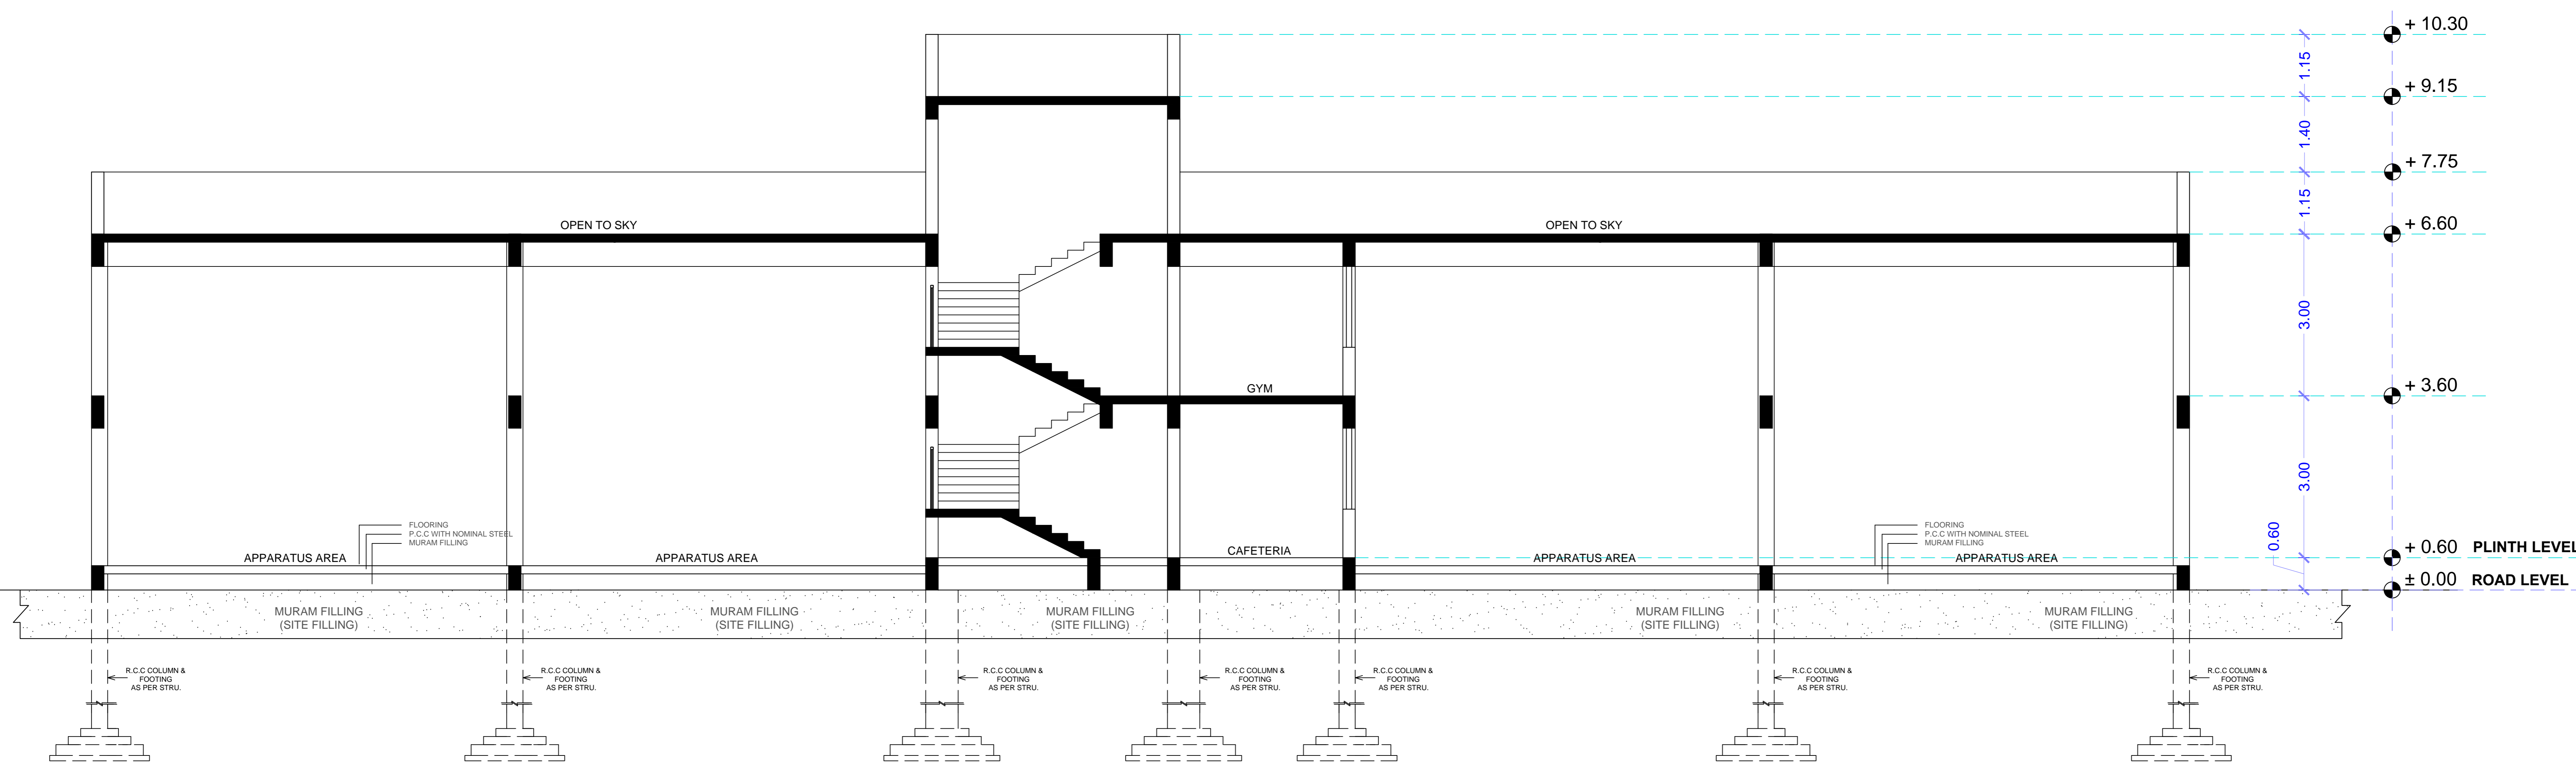 + 10.30
1.15
+ 9.15
1.40
+ 7.75
1.15
OPEN TO SKY
OPEN TO SKY
+ 6.60
3.00
GYM
+ 3.60
3.00
FLOORING
P.C.C WITH NOMINAL STEEL
MURAM FILLING
FLOORING
P.C.C WITH NOMINAL STEEL
MURAM FILLING
0.60
APPARATUS AREA
APPARATUS AREA
CAFETERIA
APPARATUS AREA
APPARATUS AREA
+ 0.60 PLINTH LEVEL
± 0.00 ROAD LEVEL
MURAM FILLING
(SITE FILLING)
MURAM FILLING
(SITE FILLING)
MURAM FILLING
(SITE FILLING)
MURAM FILLING
(SITE FILLING)
MURAM FILLING
(SITE FILLING)
R.C.C COLUMN &
FOOTING
AS PER STRU.
R.C.C COLUMN &
FOOTING
AS PER STRU.
R.C.C COLUMN &
FOOTING
AS PER STRU.
R.C.C COLUMN &
FOOTING
AS PER STRU.
R.C.C COLUMN &
FOOTING
AS PER STRU.
R.C.C COLUMN &
FOOTING
AS PER STRU.
R.C.C COLUMN &
FOOTING
AS PER STRU.